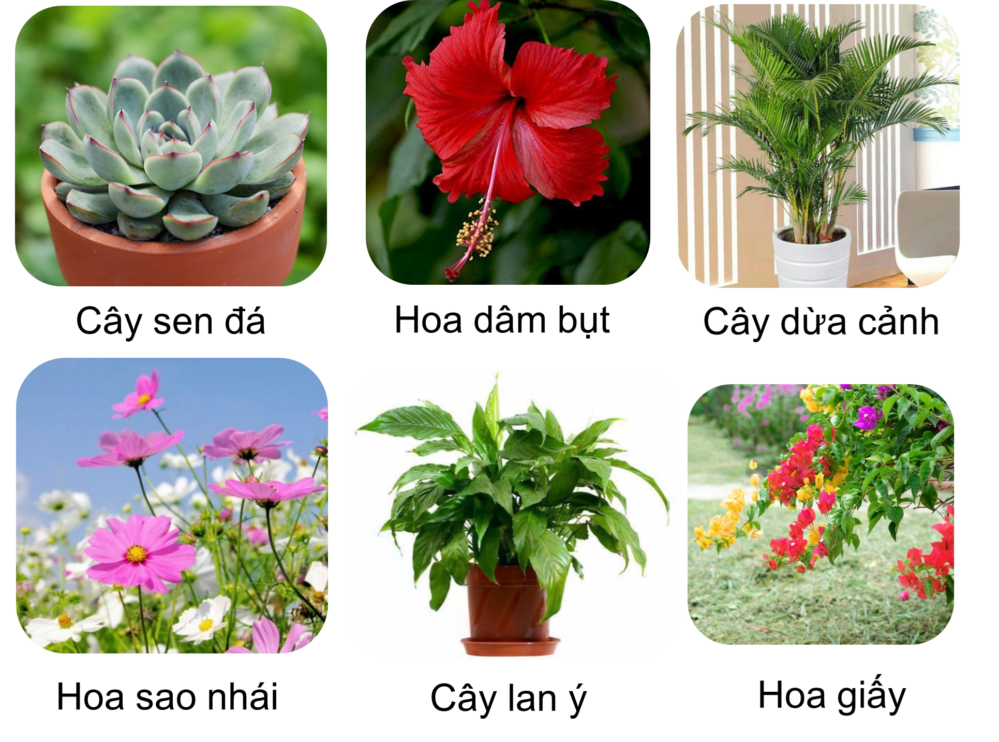 Cây sen đá
Hoa dâm bụt
Cây dừa cảnh
Hoa sao nhái
Cây lan ý
Hoa giấy